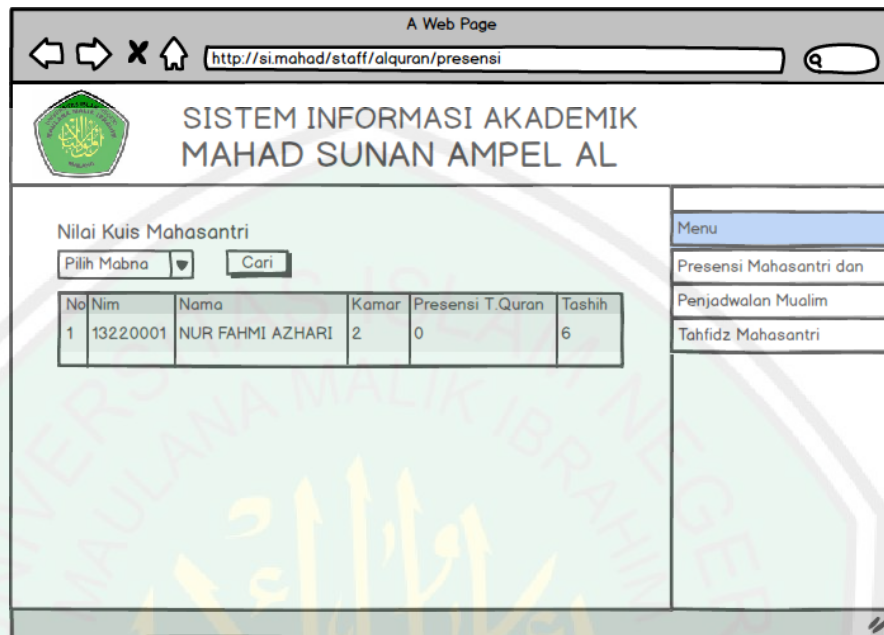 A Web Page
http://si.mahad/staff/alquran/presensi
SISTEM INFORMASI AKADEMIK
MAHAD SUNAN AMPEL AL
Nilai Kuis Mahasantri
Pilih Mabna
Cari
No Nim Nama Kamar Presensi T.Quran Tashih
1 13220001 NUR FAHMI AZHARI 2 0 6
Menu
Presensi Mahasantri dan
Penjadwalan Mualim
Tahfidz Mahasantri